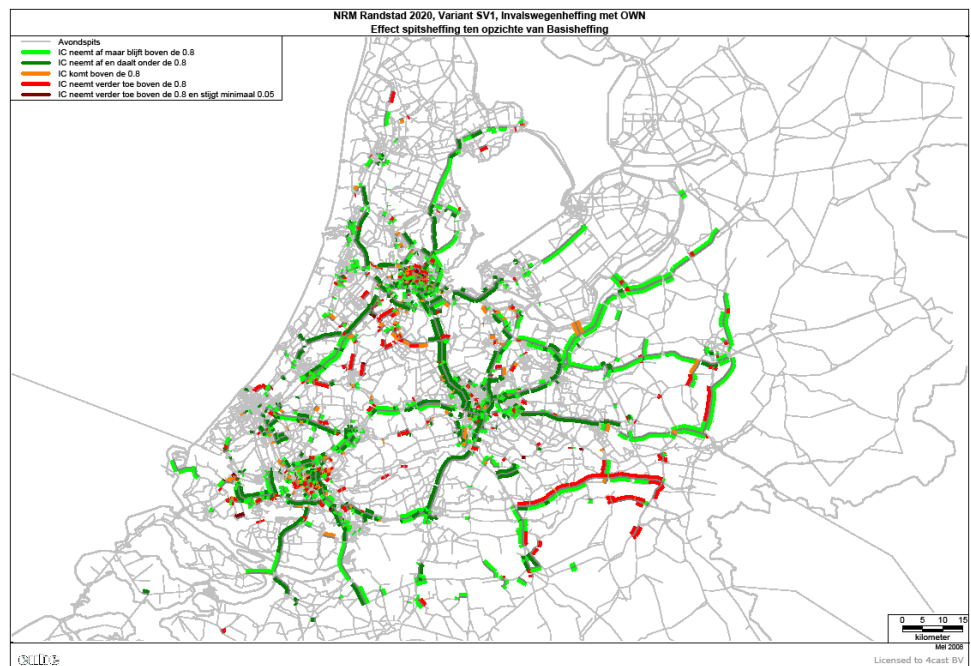 NRM Randstad 2020, Variant SV1, Invalswegenheffing met OWN
Effect spitsheffing ten opzichte van Basisheffing
Avondspits
IC neemt af maar blijft boven de 0.8
IC neemt af en daalt onder de 0.8
IC komt boven de 0.8
IC neemt verder toe boven de 0.8
IC neemt verder toe boven de 0.8 en stijgt minimaal 0.05
0 5 10 15
kilometer
Mei 2008
cube
Licensed to 4cast BV